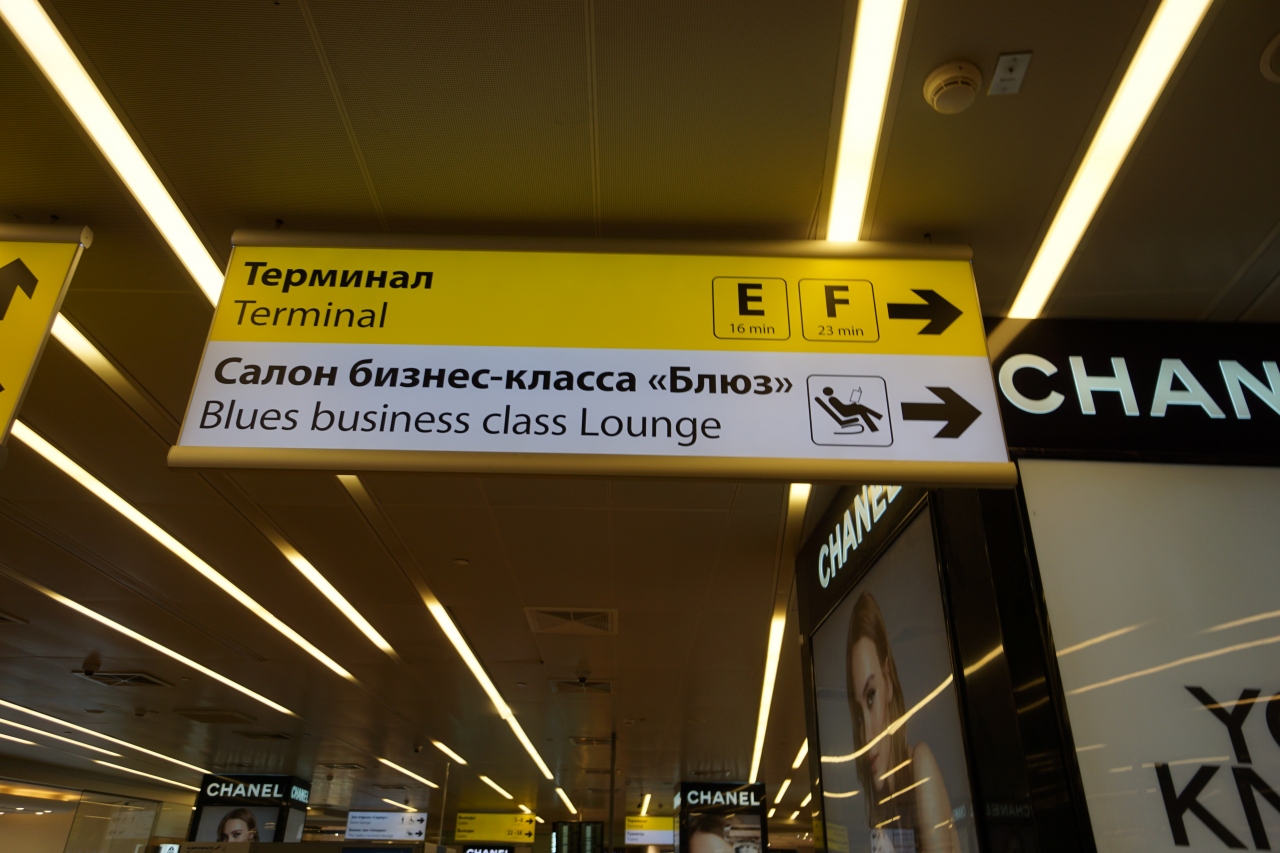 Терминал
Terminal
E
16 min
F
23 min
Салон бизнес-класса «Блюз»
Blues business class Lounge
CHAN
CHANEL
KN
CHANEL
CHANEL
CHANEL